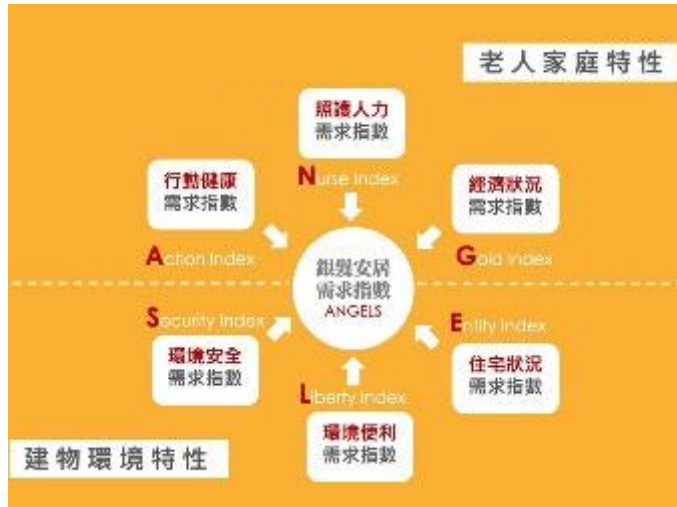 老人家庭特性
照護人力
需求指數
Nurse Index
行動健康
需求指數
Action Index
經濟狀況
需求指數
Gold Index
銀髮安居
需求指數
ANGELS
Security Index
環境安全
需求指數
Entity Index
住宅狀況
需求指數
Liberty Index
環境便利
需求指數
建物環境特性